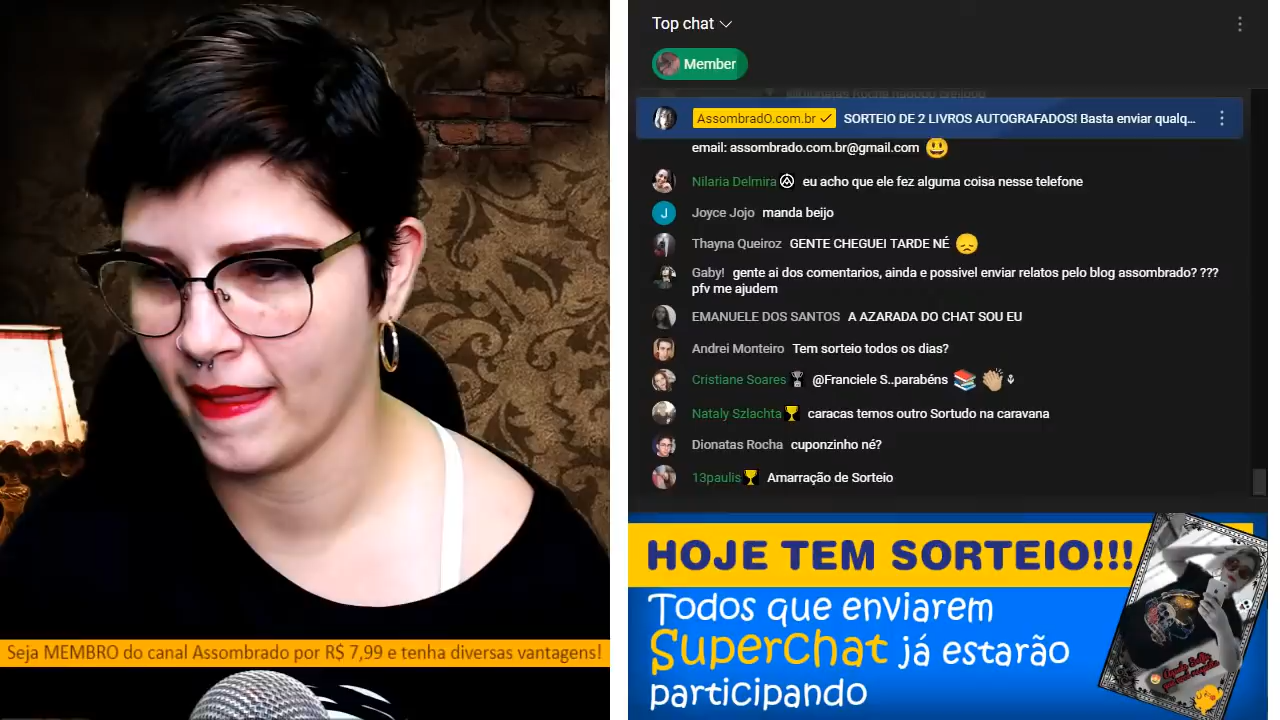 Top chat
Member
AssombradO.com.br SORTEIO DE 2 LIVROS AUTOGRAFADOS! Basta enviar qualq...
email: assombrado.com.br@gmail.com
Nilaria Delmira eu acho que ele fez alguma coisa nesse telefone
J Joyce Jojo manda beijo
Thayna Queiroz GENTE CHEGUEI TARDE NÉ
Gaby! gente ai dos comentarios, ainda e possivel enviar relatos pelo blog assombrado? ???
pfv me ajudem
EMANUELE DOS SANTOS A AZARADA DO CHAT SOU EU
Andrei Monteiro Tem sorteio todos os dias?
Cristiane Soares @Franciele S..parabéns
Nataly Szlachta caracas temos outro Sortudo na caravana
Dionatas Rocha cuponzinho né?
13paulis Amarração de Sorteio
HOJE TEM SORTEIO!!!
Todos que enviarem
Superchat já estarão
participando
Seja MEMBRO do canal Assombrado por R$ 7,99 e tenha diversas vantagens!